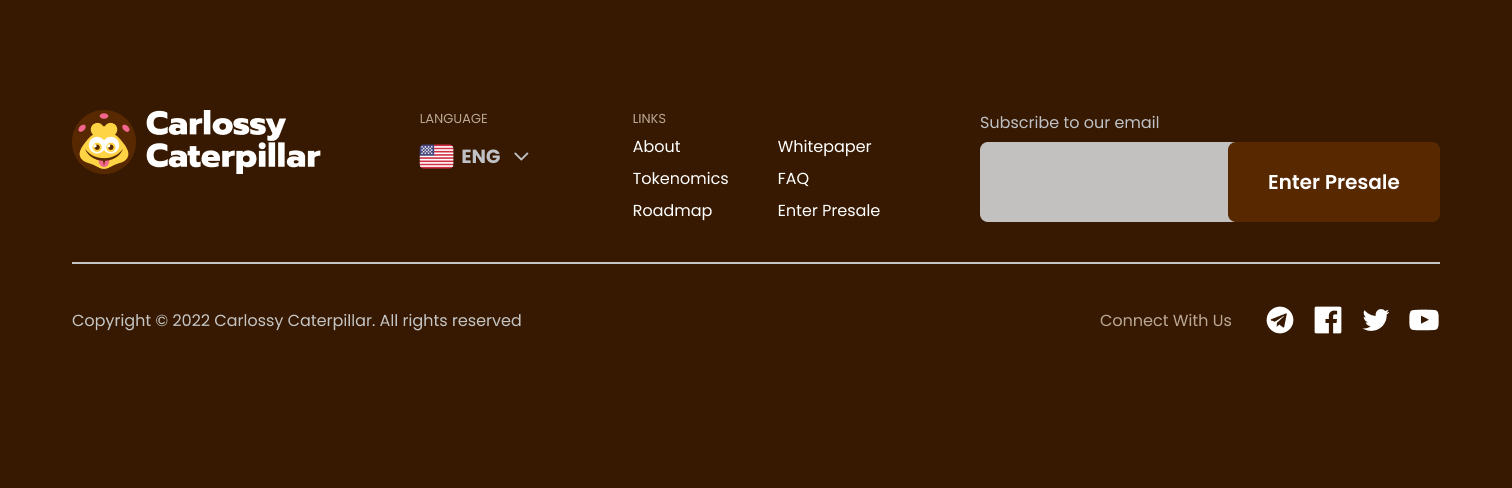 Carlossy
Caterpillar
LANGUAGE
ENG
LINKS
About
Tokenomics
Roadmap
Whitepaper
FAQ
Enter Presale
Subscribe to our email
Enter Presale
Copyright © 2022 Carlossy Caterpillar. All rights reserved
Connect With Us